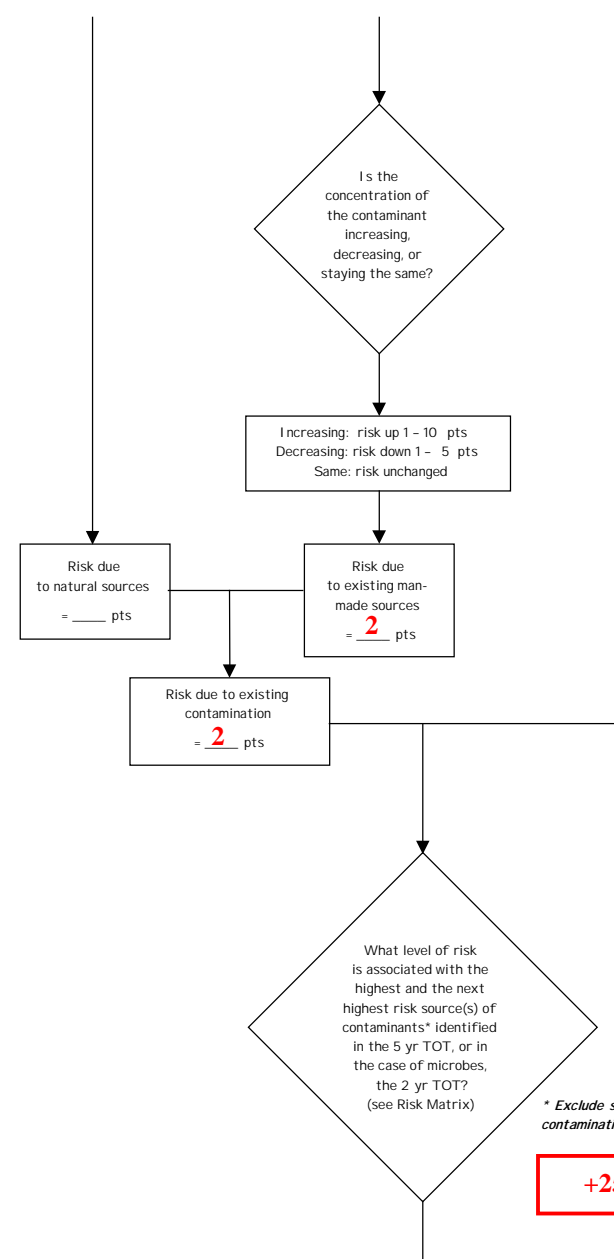 Is the
concentration of
the contaminant
increasing,
decreasing, or
staying the same?
Increasing: risk up 1 – 10 pts
Decreasing: risk down 1 – 5 pts
Same: risk unchanged
Risk due
to natural sources
= _____ pts
Risk due
to existing man-
made sources
= __2__ pts
Risk due to existing
contamination
= __2__ pts
What level of risk
is associated with the
highest and the next
highest risk source(s) of
contaminants* identified
in the 5 yr TOT, or in
the case of microbes,
the 2 yr TOT?
(see Risk Matrix)
* Exclude